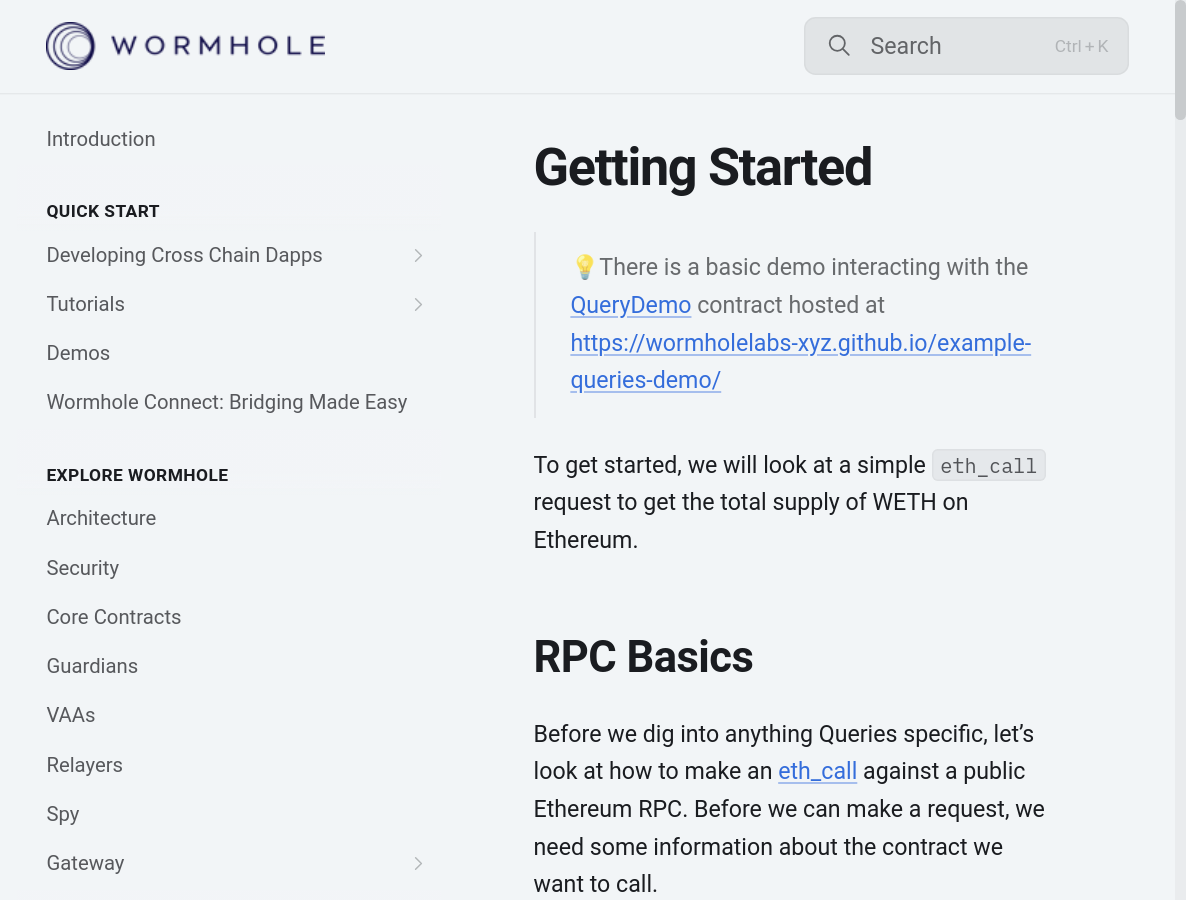 WORMHOLE
Search
Ctrl + K
Introduction
QUICK START
Developing Cross Chain Dapps
Tutorials
Demos
Wormhole Connect: Bridging Made Easy
EXPLORE WORMHOLE
Architecture
Security
Core Contracts
Guardians
VAAs
Relayers
Spy
Gateway
Getting Started
💡There is a basic demo interacting with the
QueryDemo contract hosted at
https://wormholelabs-xyz.github.io/example-
queries-demo/
To get started, we will look at a simple eth_call
request to get the total supply of WETH on
Ethereum.
RPC Basics
Before we dig into anything Queries specific, let’s
look at how to make an eth_call against a public
Ethereum RPC. Before we can make a request, we
need some information about the contract we
want to call.